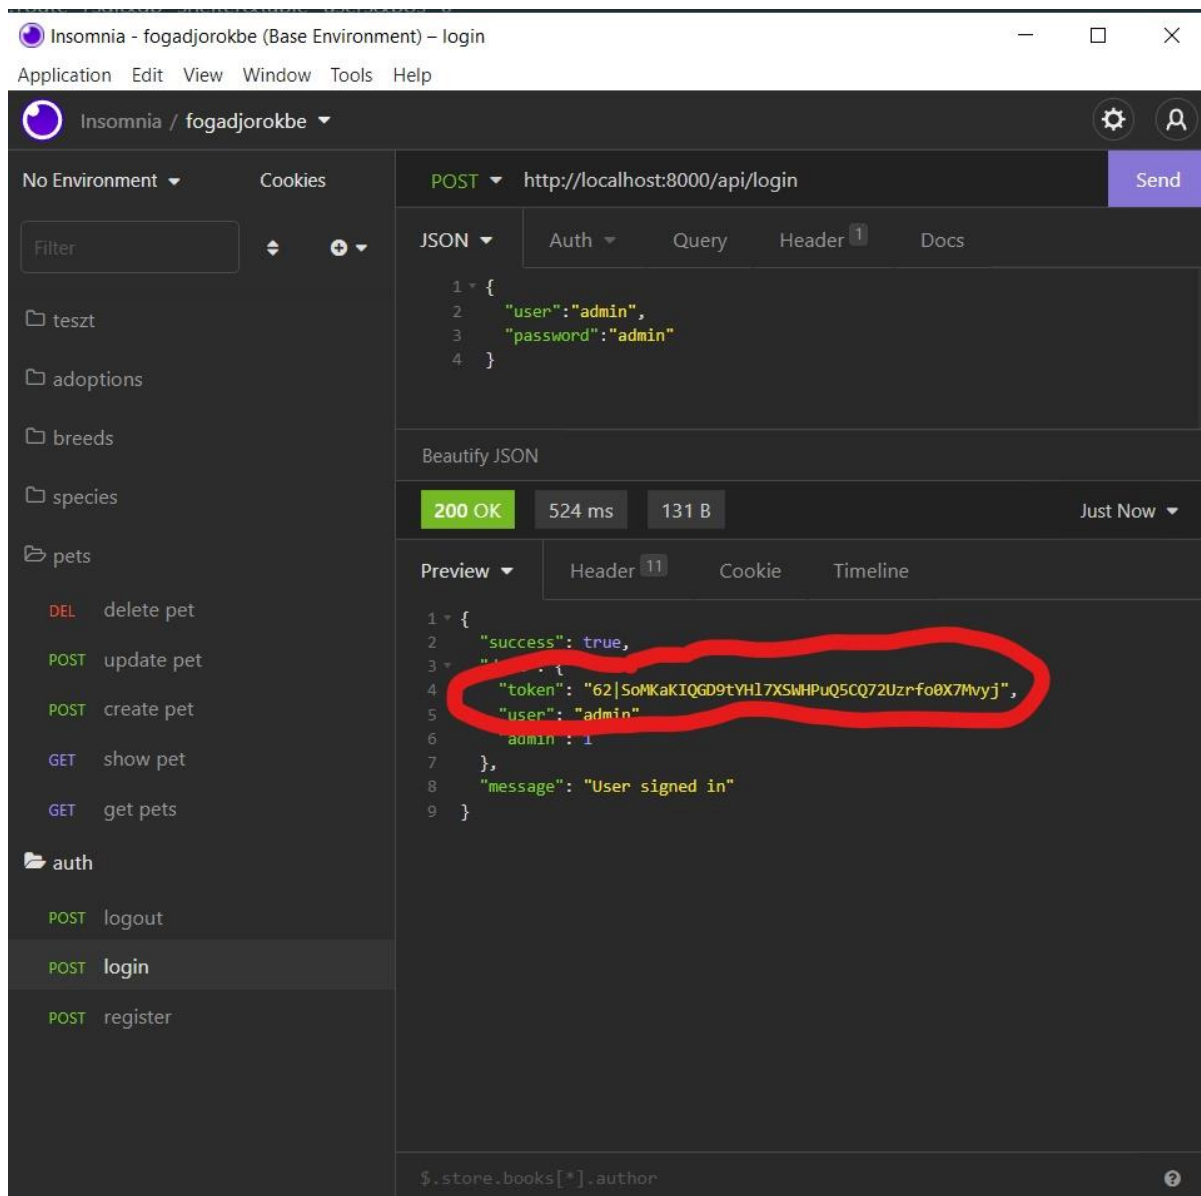 Insomnia - fogadjorokbe (Base Environment) – login
Application Edit View Window Tools Help
Insomnia / fogadjorokbe
No Environment Cookies
Filter
teszt
adoptions
breeds
species
pets
DEL delete pet
POST update pet
POST create pet
GET show pet
GET get pets
auth
POST logout
POST login
POST register
POST http://localhost:8000/api/login Send
JSON Auth Query Header 1 Docs
1 {
2 "user":"admin",
3 "password":"admin"
4 }
Beautify JSON
200 OK 524 ms 131 B Just Now
Preview Header 11 Cookie Timeline
1 {
2 "success": true,
3 {
4 "token": "62|SoMKaKIQGD9tYHl7XSWHPuQ5CQ72Uzrfo0X7Mvyj",
5 "user": "admin"
6 "admin": 1
7 },
8 "message": "User signed in"
9 }
$.store.books[*].author